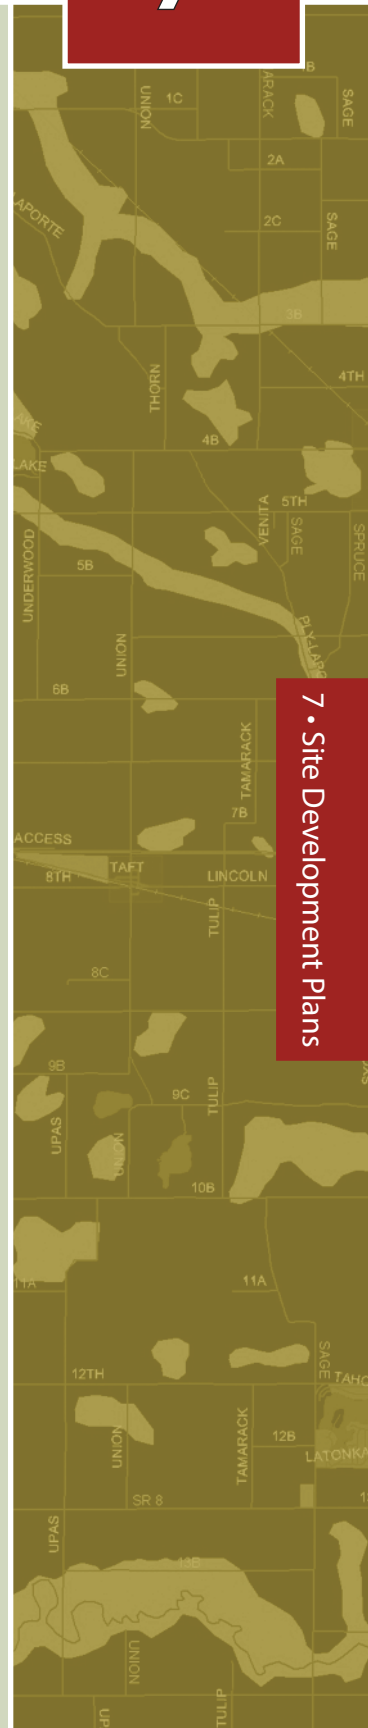 UNION
1C
SAGE
2A
LAPORTE
2C
SAGE
3B
THORN
4TH
4B
LAKE
VENITA
5TH
SAGE
SPRUCE
UNDERWOOD
5B
UNION
6B
7 • Site Development Plans
TAMARACK
7B
ACCESS
TAFT
8TH
LINCOLN
TULIP
8C
9B
9C
TULIP
UPAS
UNION
10B
11A
11A
SAGE
12TH
UNION
TAMARACK
12B
LATONKA
SR 8
UPAS
13B
UNION
TULIP